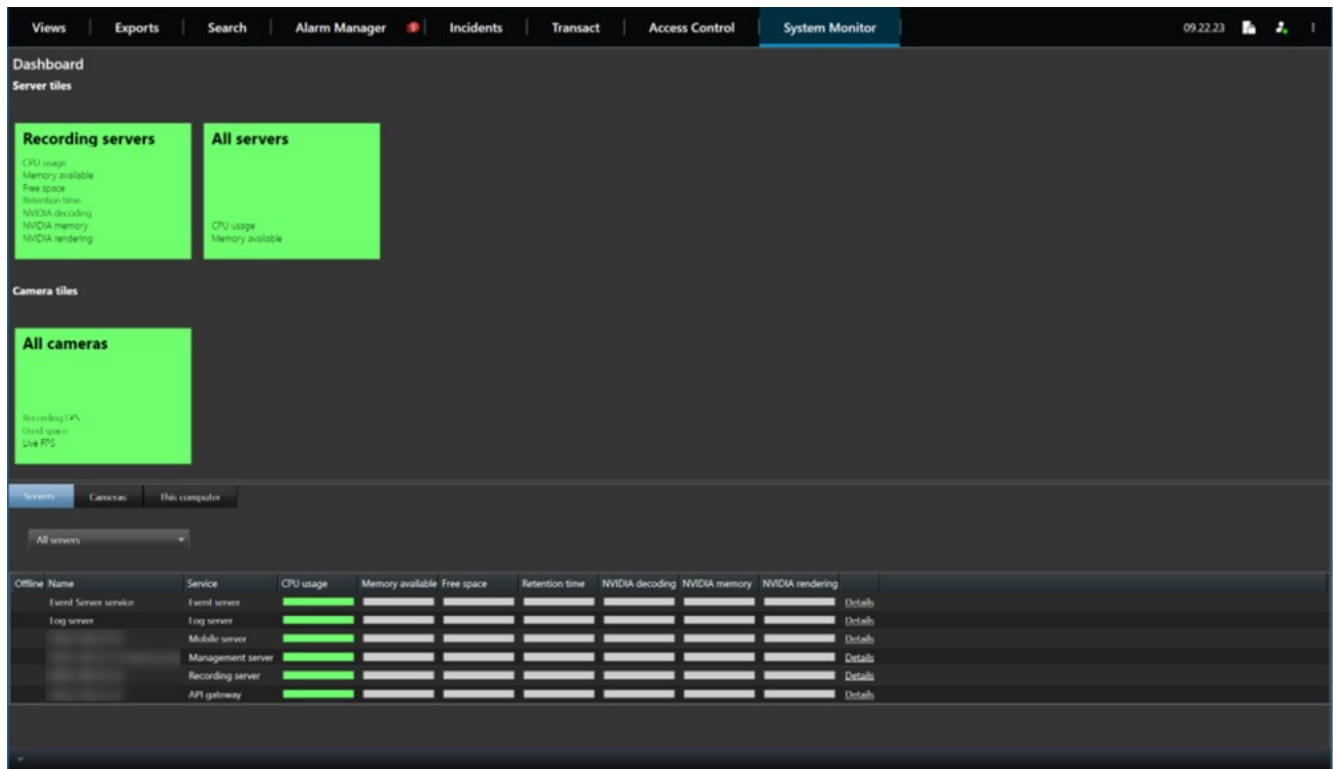 Views Exports Search Alarm Manager Incidents Transact Access Control System Monitor 09.22.23
Dashboard
Server tiles
Recording servers
CPU usage
Memory available
Free space
Retention time
NVIDIA decoding
NVIDIA memory
NVIDIA rendering
All servers
CPU usage
Memory available
Camera tiles
All cameras
Recording FPS
Used space
Live FPS
Servers Cameras This computer
All servers
Offline Name Service CPU usage Memory available Free space Retention time NVIDIA decoding NVIDIA memory NVIDIA rendering
Event Server service Event server Details
Log server Log server Details
Mobile server Details
Management server Details
Recording server Details
API gateway Details